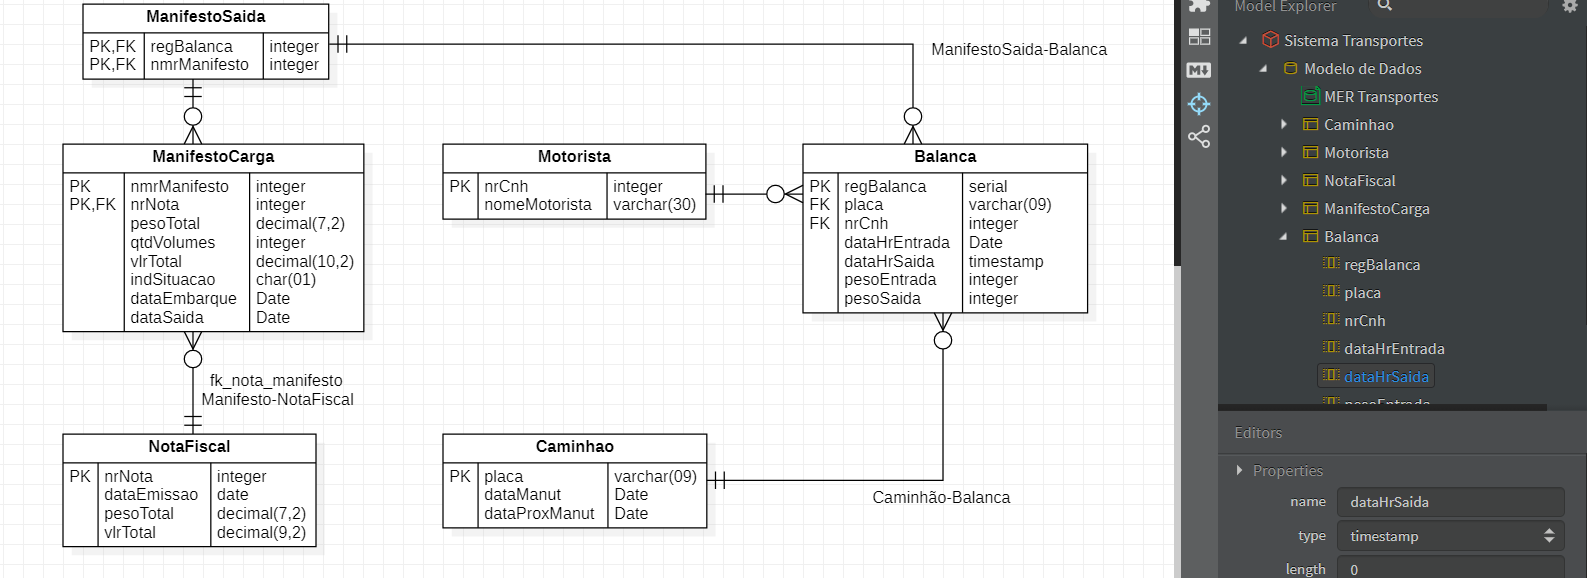 ManifestoSaida
PK,FK regBalanca integer
PK,FK nmrManifesto integer
ManifestoSaida-Balanca
ManifestoCarga
PK nmrManifesto integer
PK,FK nrNota integer
pesoTotal decimal(7,2)
qtdVolumes integer
vlrTotal decimal(10,2)
indSituacao char(01)
dataEmbarque Date
dataSaida Date
Motorista
PK nrCnh integer
nomeMotorista varchar(30)
Balanca
PK regBalanca serial
FK placa varchar(09)
FK nrCnh integer
dataHrEntrada Date
dataHrSaida timestamp
pesoEntrada integer
pesoSaida integer
fk_nota_manifesto
Manifesto-NotaFiscal
NotaFiscal
PK nrNota integer
dataEmissao date
pesoTotal decimal(7,2)
vlrTotal decimal(9,2)
Caminhao
PK placa varchar(09)
dataManut Date
dataProxManut Date
Caminhão-Balanca
Model Explorer
Sistema Transportes
Modelo de Dados
MER Transportes
Caminhao
Motorista
NotaFiscal
ManifestoCarga
Balanca
regBalanca
placa
nrCnh
dataHrEntrada
dataHrSaida
pesoEntrada
Editors
Properties
name dataHrSaida
type timestamp
length 0